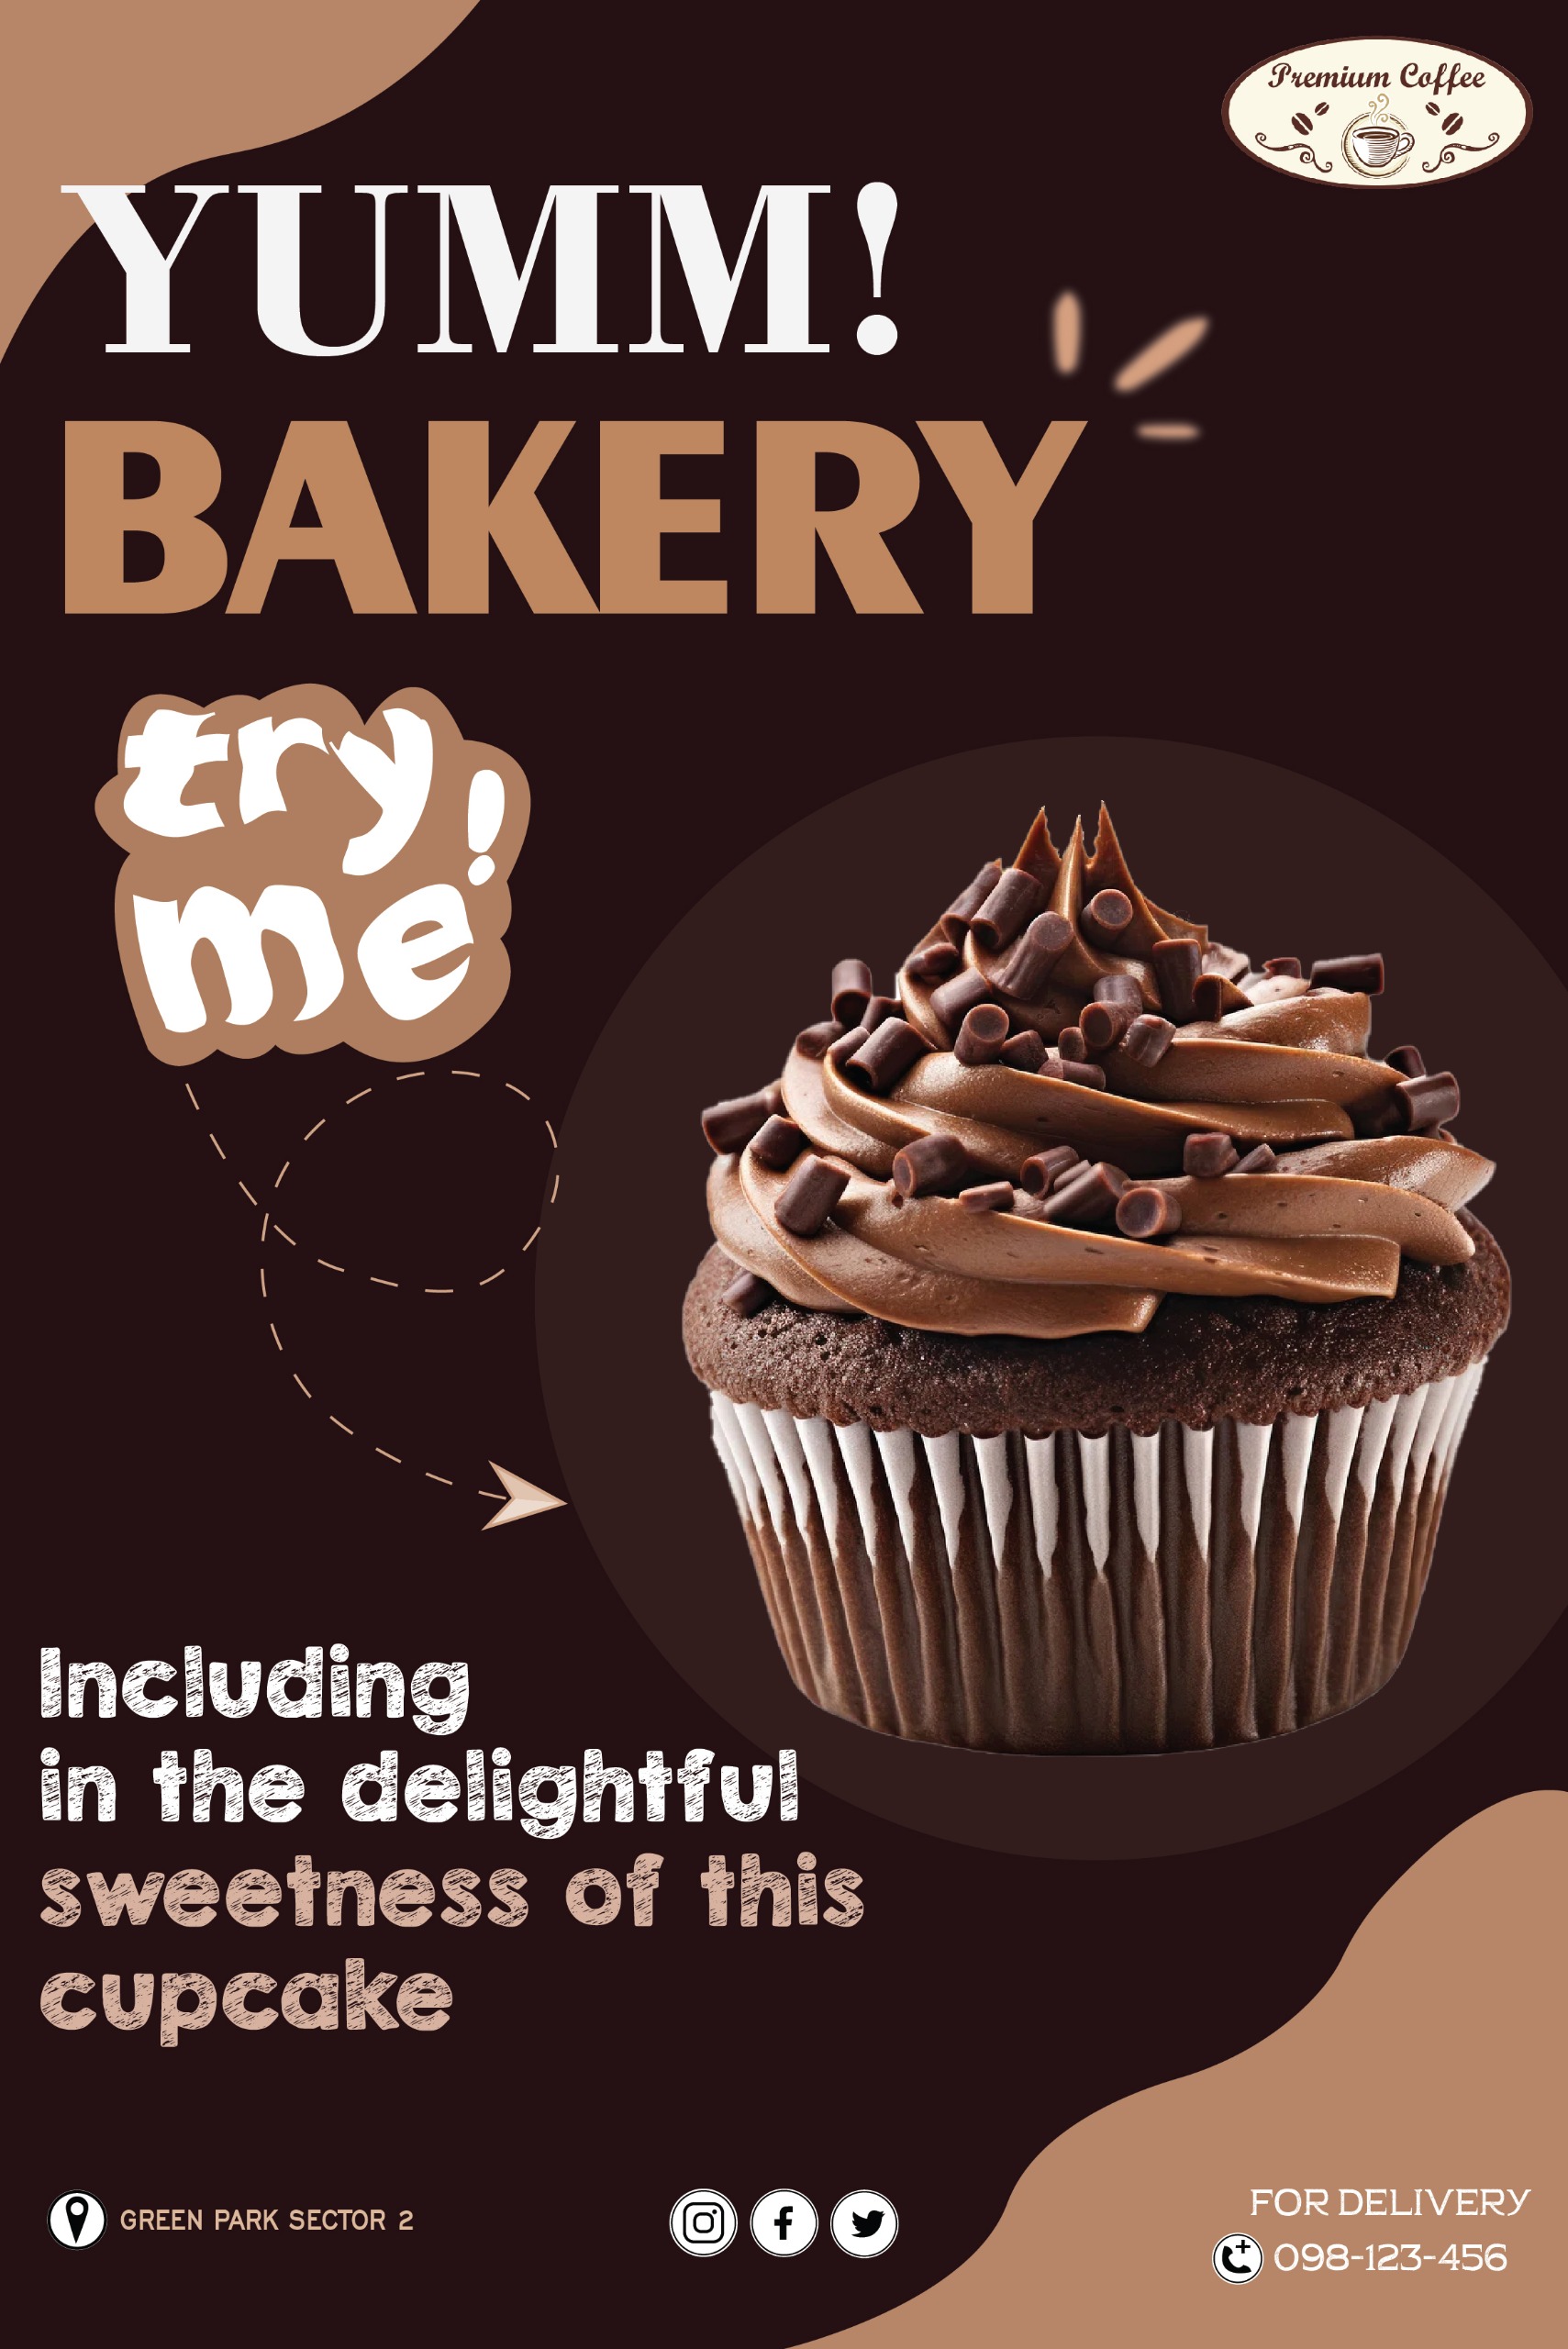 Premium Coffee
YUMM!
BAKERY
try
me!
Including
in the delightful
sweetness of this
cupcake
GREEN PARK SECTOR 2
FOR DELIVERY
098-123-456